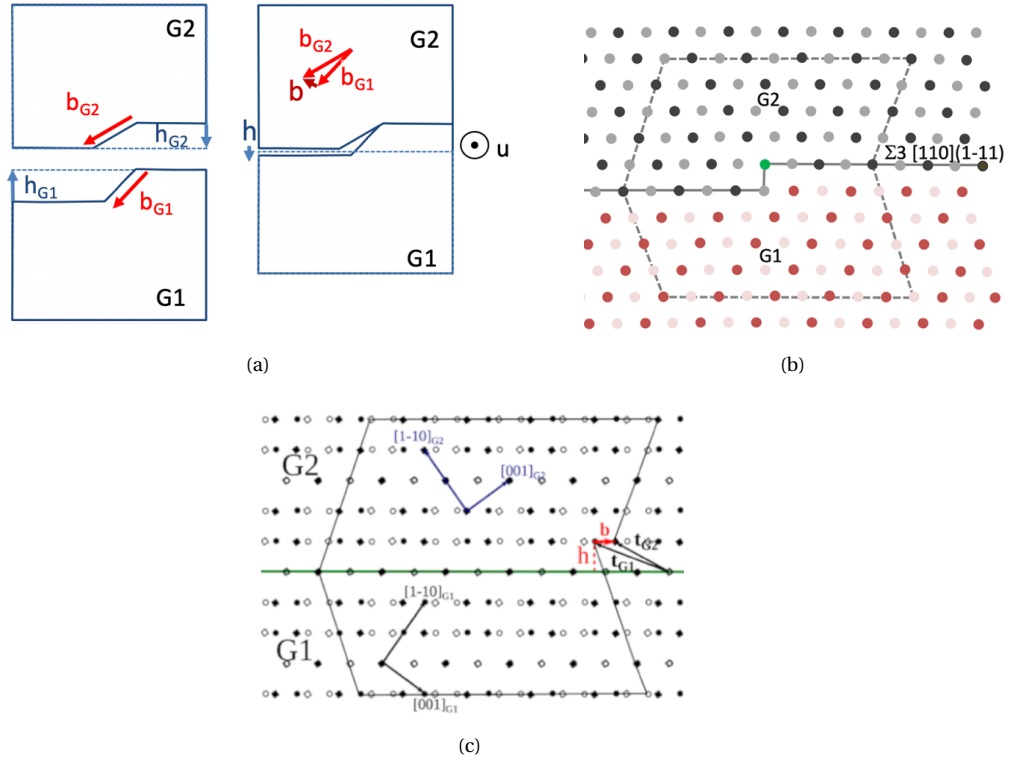 G2
b_G2
h_G2
h_G1
b_G1
G1
G2
b_G2
b_G1
b
h
u
G1
(a)
G2
Σ3 [110](1-11)
G1
(b)
[1-10]_G2
G2
[001]_G2
b
t_G2
h
t_G1
[1-10]_G1
G1
[001]_G1
(c)